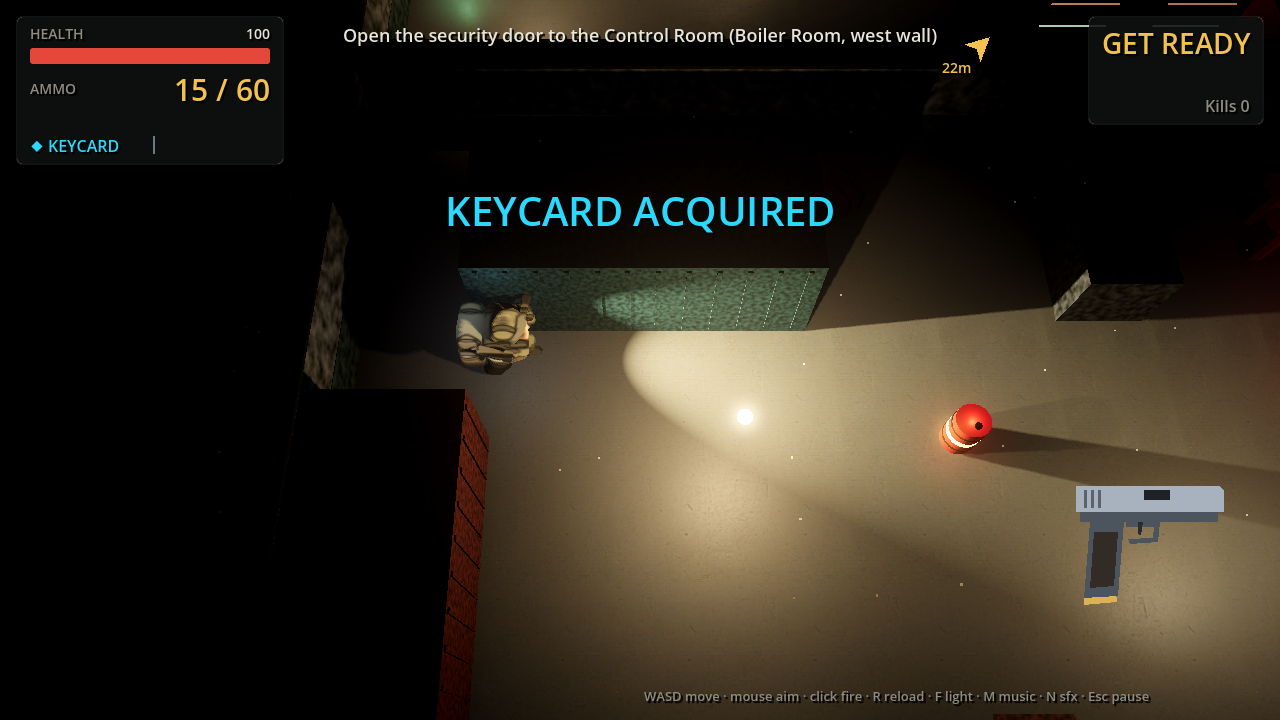 HEALTH 100
AMMO 15 / 60
◆ KEYCARD |
Open the security door to the Control Room (Boiler Room, west wall)
22m
GET READY
Kills 0
KEYCARD ACQUIRED
WASD move · mouse aim · click fire · R reload · F light · M music · N sfx · Esc pause